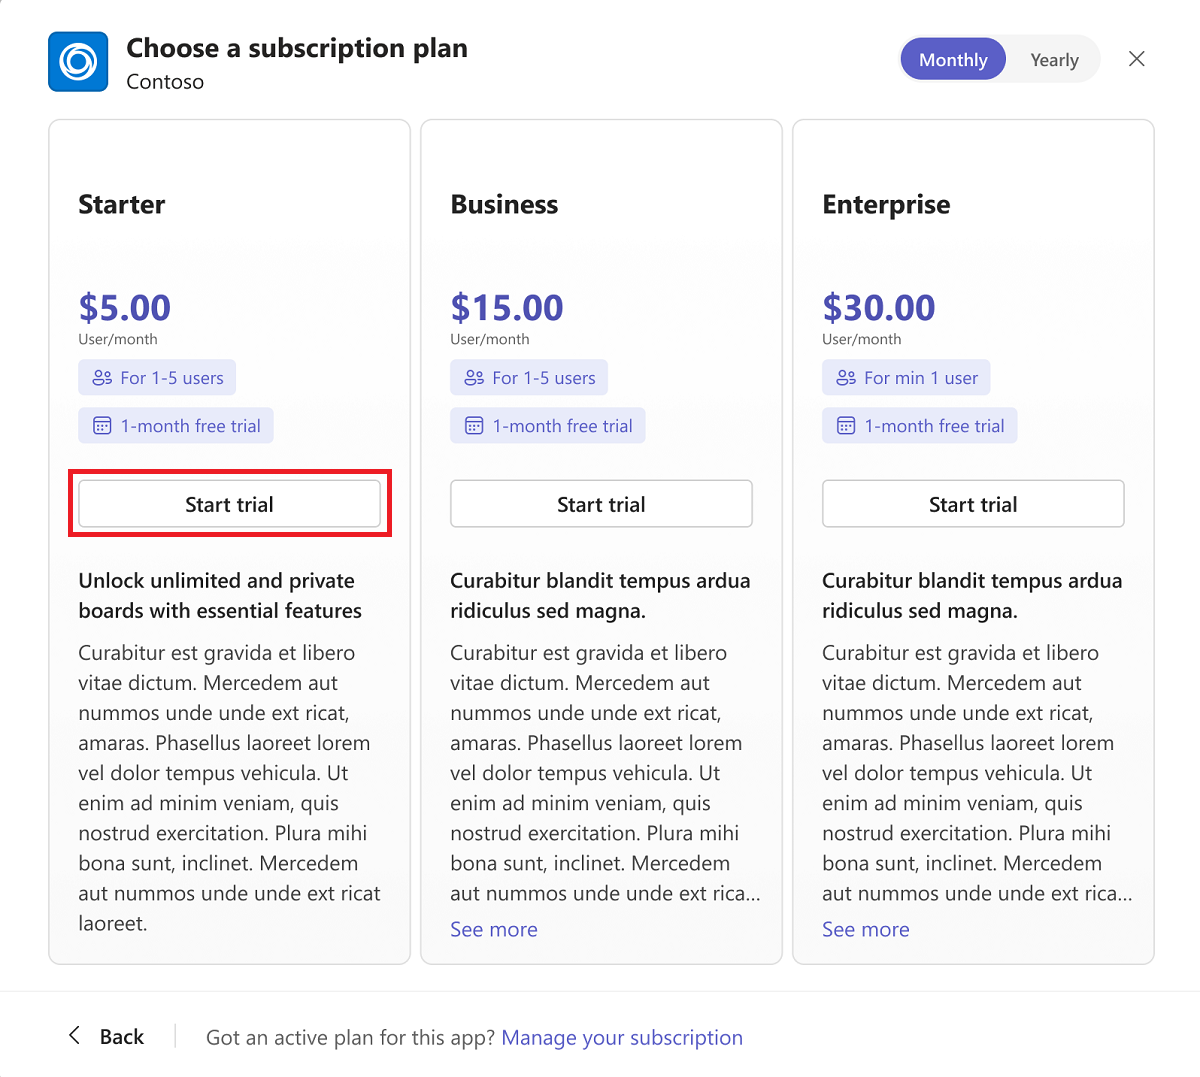 Choose a subscription plan
Contoso
Monthly
Yearly
Starter
$5.00
User/month
For 1-5 users
1-month free trial
Start trial
Unlock unlimited and private
boards with essential features
Curabitur est gravida et libero
vitae dictum. Mercedem aut
nummos unde unde ext ricat,
amaras. Phasellus laoreet lorem
vel dolor tempus vehicula. Ut
enim ad minim veniam, quis
nostrud exercitation. Plura mihi
bona sunt, inclinet. Mercedem
aut nummos unde unde ext ricat
laoreet.
Business
$15.00
User/month
For 1-5 users
1-month free trial
Start trial
Curabitur blandit tempus ardua
ridiculus sed magna.
Curabitur est gravida et libero
vitae dictum. Mercedem aut
nummos unde unde ext ricat,
amaras. Phasellus laoreet lorem
vel dolor tempus vehicula. Ut
enim ad minim veniam, quis
nostrud exercitation. Plura mihi
bona sunt, inclinet. Mercedem
aut nummos unde unde ext rica...
See more
Enterprise
$30.00
User/month
For min 1 user
1-month free trial
Start trial
Curabitur blandit tempus ardua
ridiculus sed magna.
Curabitur est gravida et libero
vitae dictum. Mercedem aut
nummos unde unde ext ricat,
amaras. Phasellus laoreet lorem
vel dolor tempus vehicula. Ut
enim ad minim veniam, quis
nostrud exercitation. Plura mihi
bona sunt, inclinet. Mercedem
aut nummos unde unde ext rica...
See more
Back
Got an active plan for this app? Manage your subscription